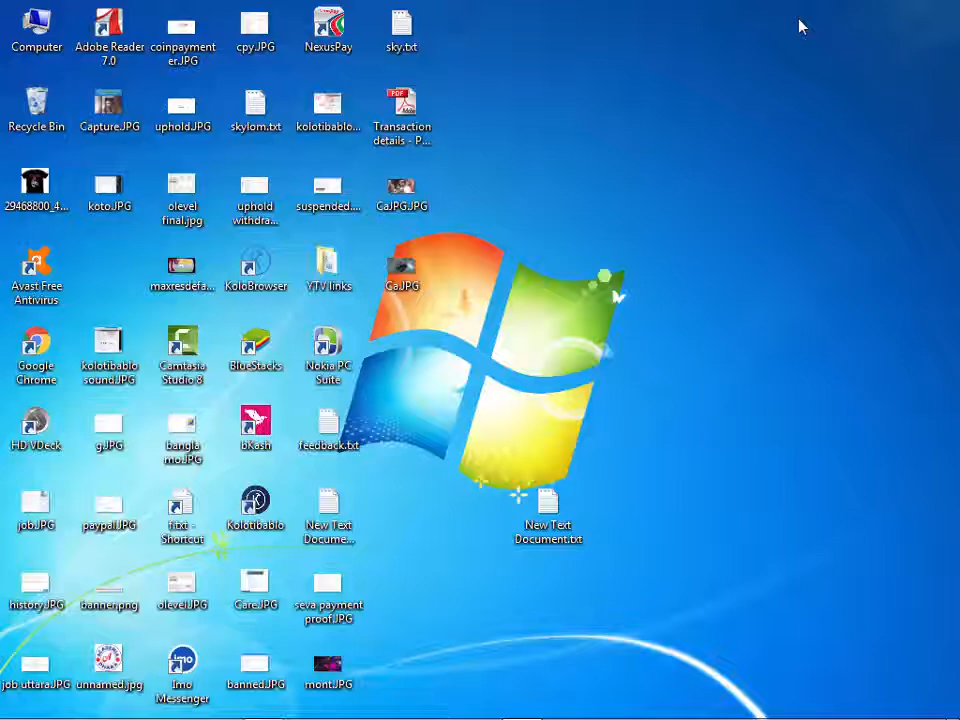 Computer
Adobe Reader
7.0
coinpayment
er.JPG
cpy.JPG
NexusPay
sky.txt
Recycle Bin
Capture.JPG
uphold.JPG
skylom.txt
kolotibablo...
Transaction
details - P...
29468800_4...
koto.JPG
olevel
final.jpg
uphold
withdra...
suspended....
CaJPG.JPG
Avast Free
Antivirus
maxresdefa...
KoloBrowser
YTV links
Ca.JPG
Google
Chrome
kolotibablo
sound.JPG
Camtasia
Studio 8
BlueStacks
Nokia PC
Suite
HD VDeck
g.JPG
bangla
mo.JPG
bKash
feedback.txt
job.JPG
paypal.JPG
f.txt -
Shortcut
Kolotibablo
New Text
Docume...
New Text
Document.txt
history.JPG
banner.png
olevel.JPG
Care.JPG
seva payment
proof.JPG
job uttara.JPG
unnamed.jpg
imo
Imo
Messenger
banned.JPG
mont.JPG